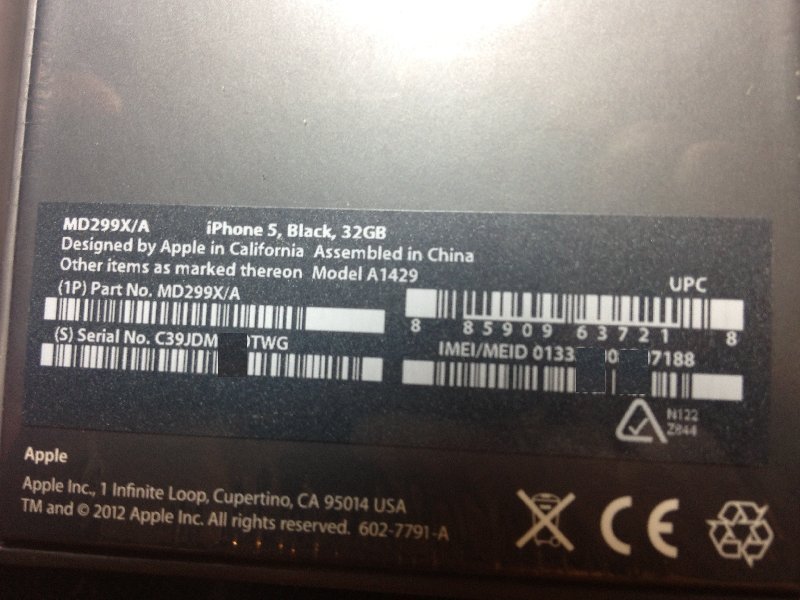 MD299X/A iPhone 5, Black, 32GB
Designed by Apple in California Assembled in China
Other items as marked thereon Model A1429
(1P) Part No. MD299X/A
UPC
8 85909 63721 8
(S) Serial No. C39JDM TWG
IMEI/MEID 0133 0 7188
N122
Z844
Apple
Apple Inc., 1 Infinite Loop, Cupertino, CA 95014 USA
TM and © 2012 Apple Inc. All rights reserved. 602-7791-A
CE